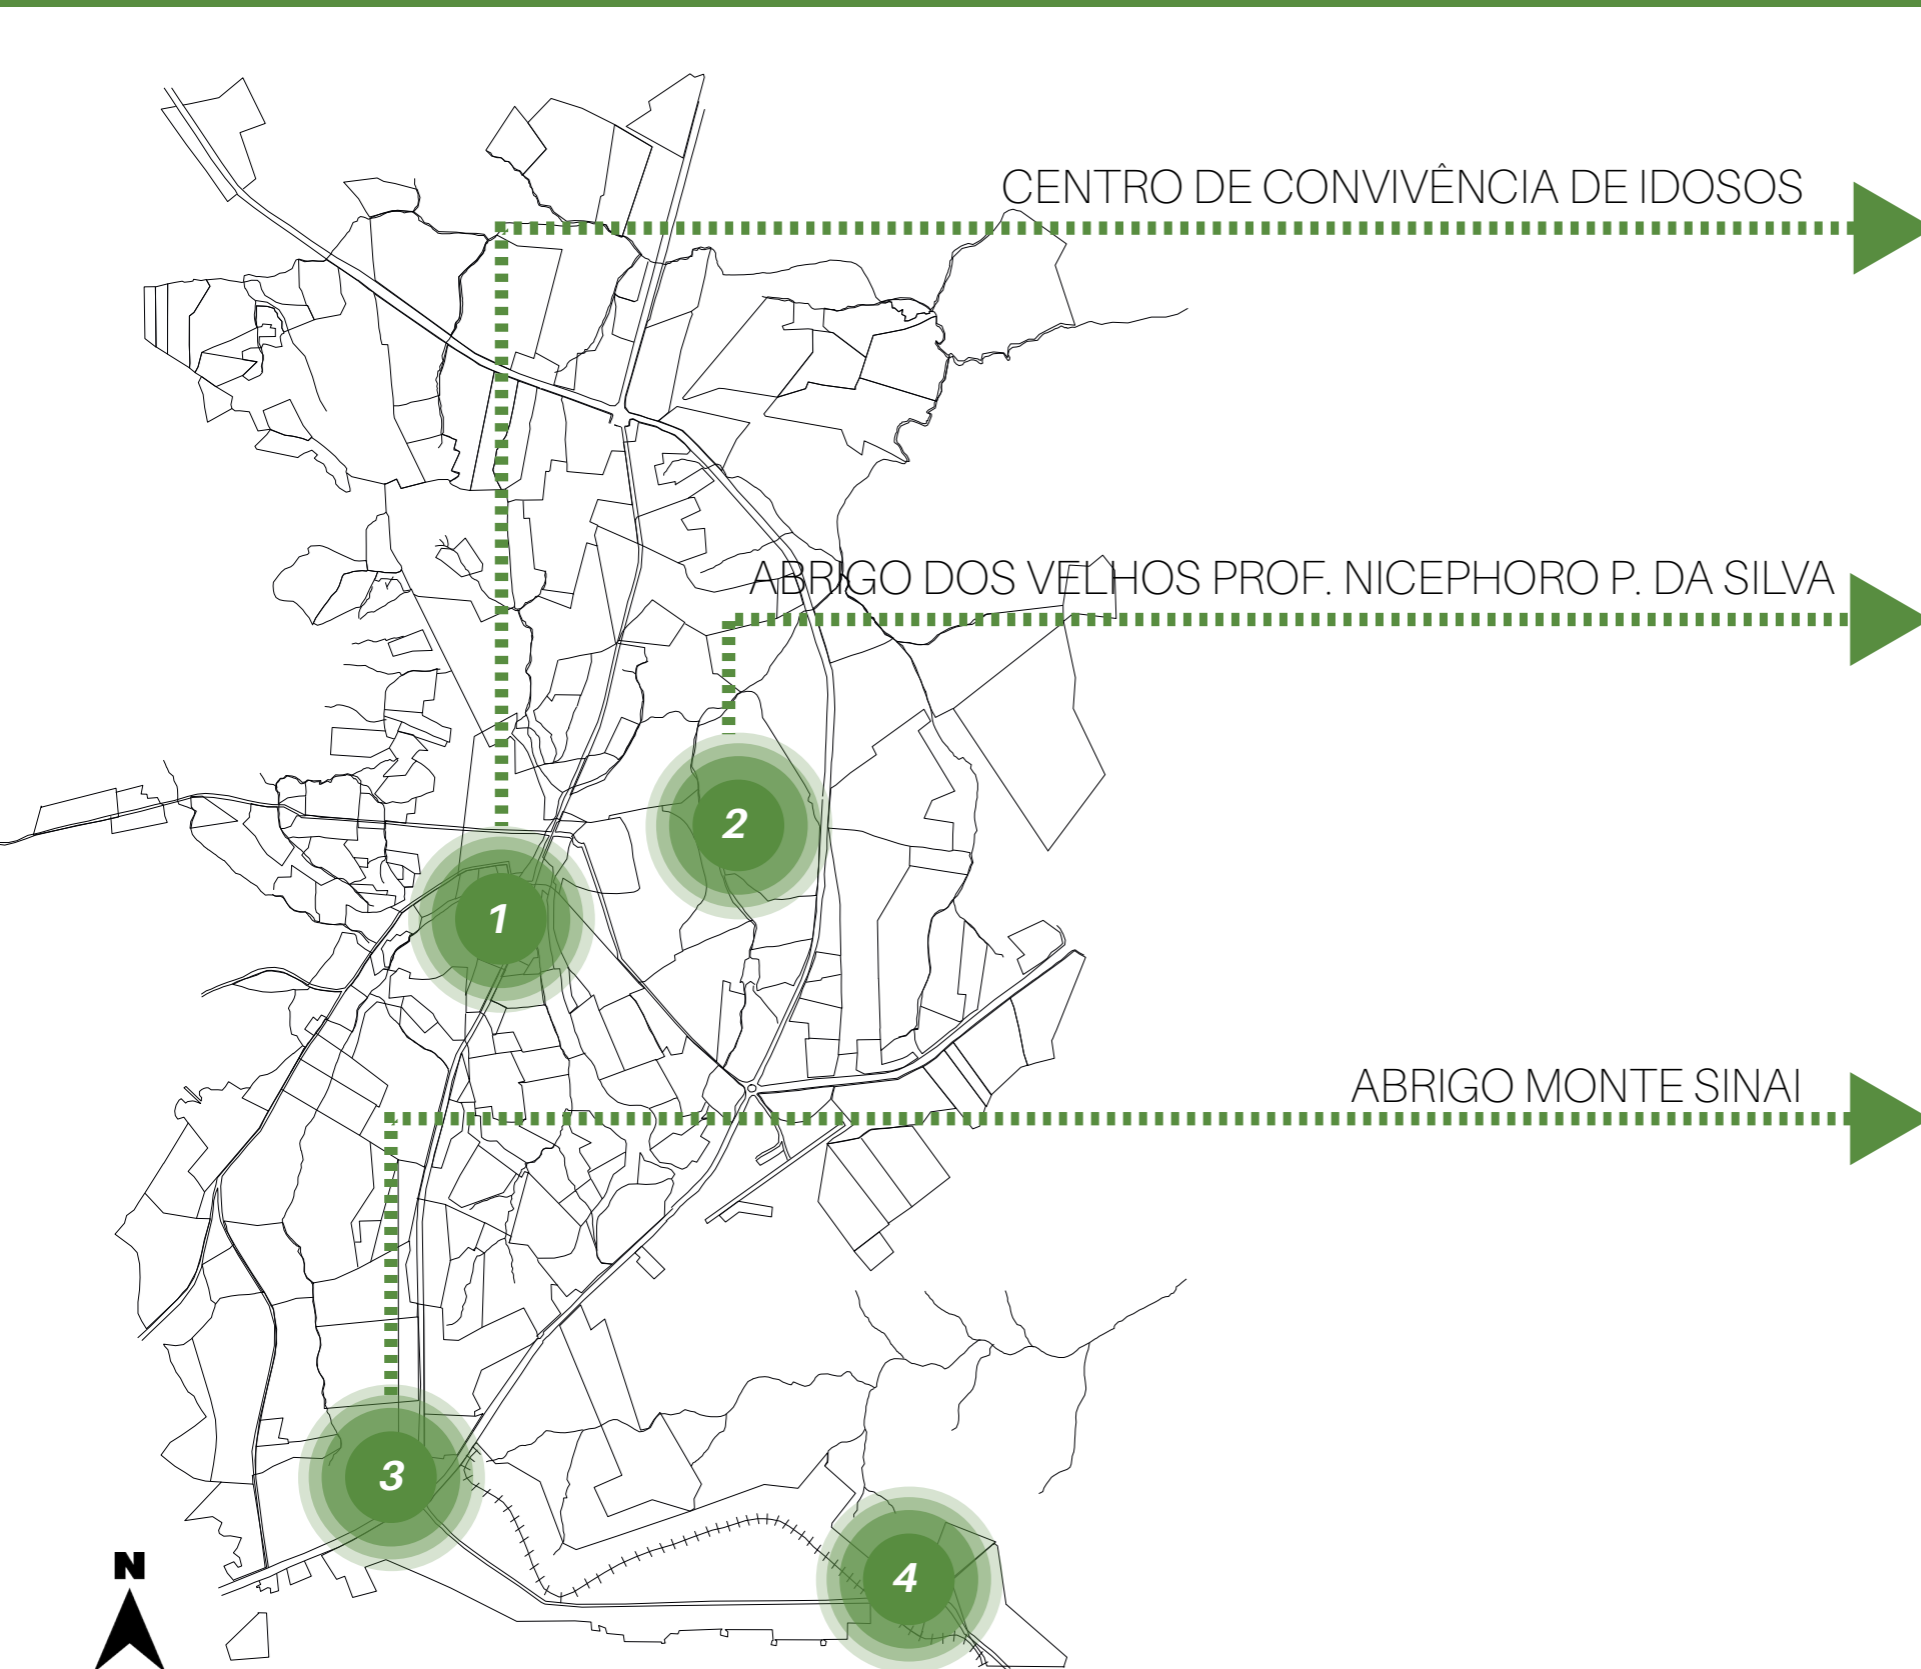 CENTRO DE CONVIVÊNCIA DE IDOSOS
ABRIGO DOS VELHOS PROF. NICEPHORO P. DA SILVA
2
1
ABRIGO MONTE SINAI
3
4
N